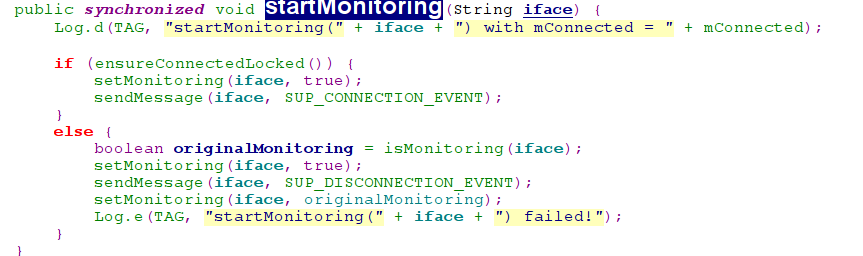 public synchronized void startMonitoring(String iface) {
    Log.d(TAG, "startMonitoring(" + iface + ") with mConnected = " + mConnected);

    if (ensureConnectedLocked()) {
        setMonitoring(iface, true);
        sendMessage(iface, SUP_CONNECTION_EVENT);
    }
    else {
        boolean originalMonitoring = isMonitoring(iface);
        setMonitoring(iface, true);
        sendMessage(iface, SUP_DISCONNECTION_EVENT);
        setMonitoring(iface, originalMonitoring);
        Log.e(TAG, "startMonitoring(" + iface + ") failed!");
    }
}